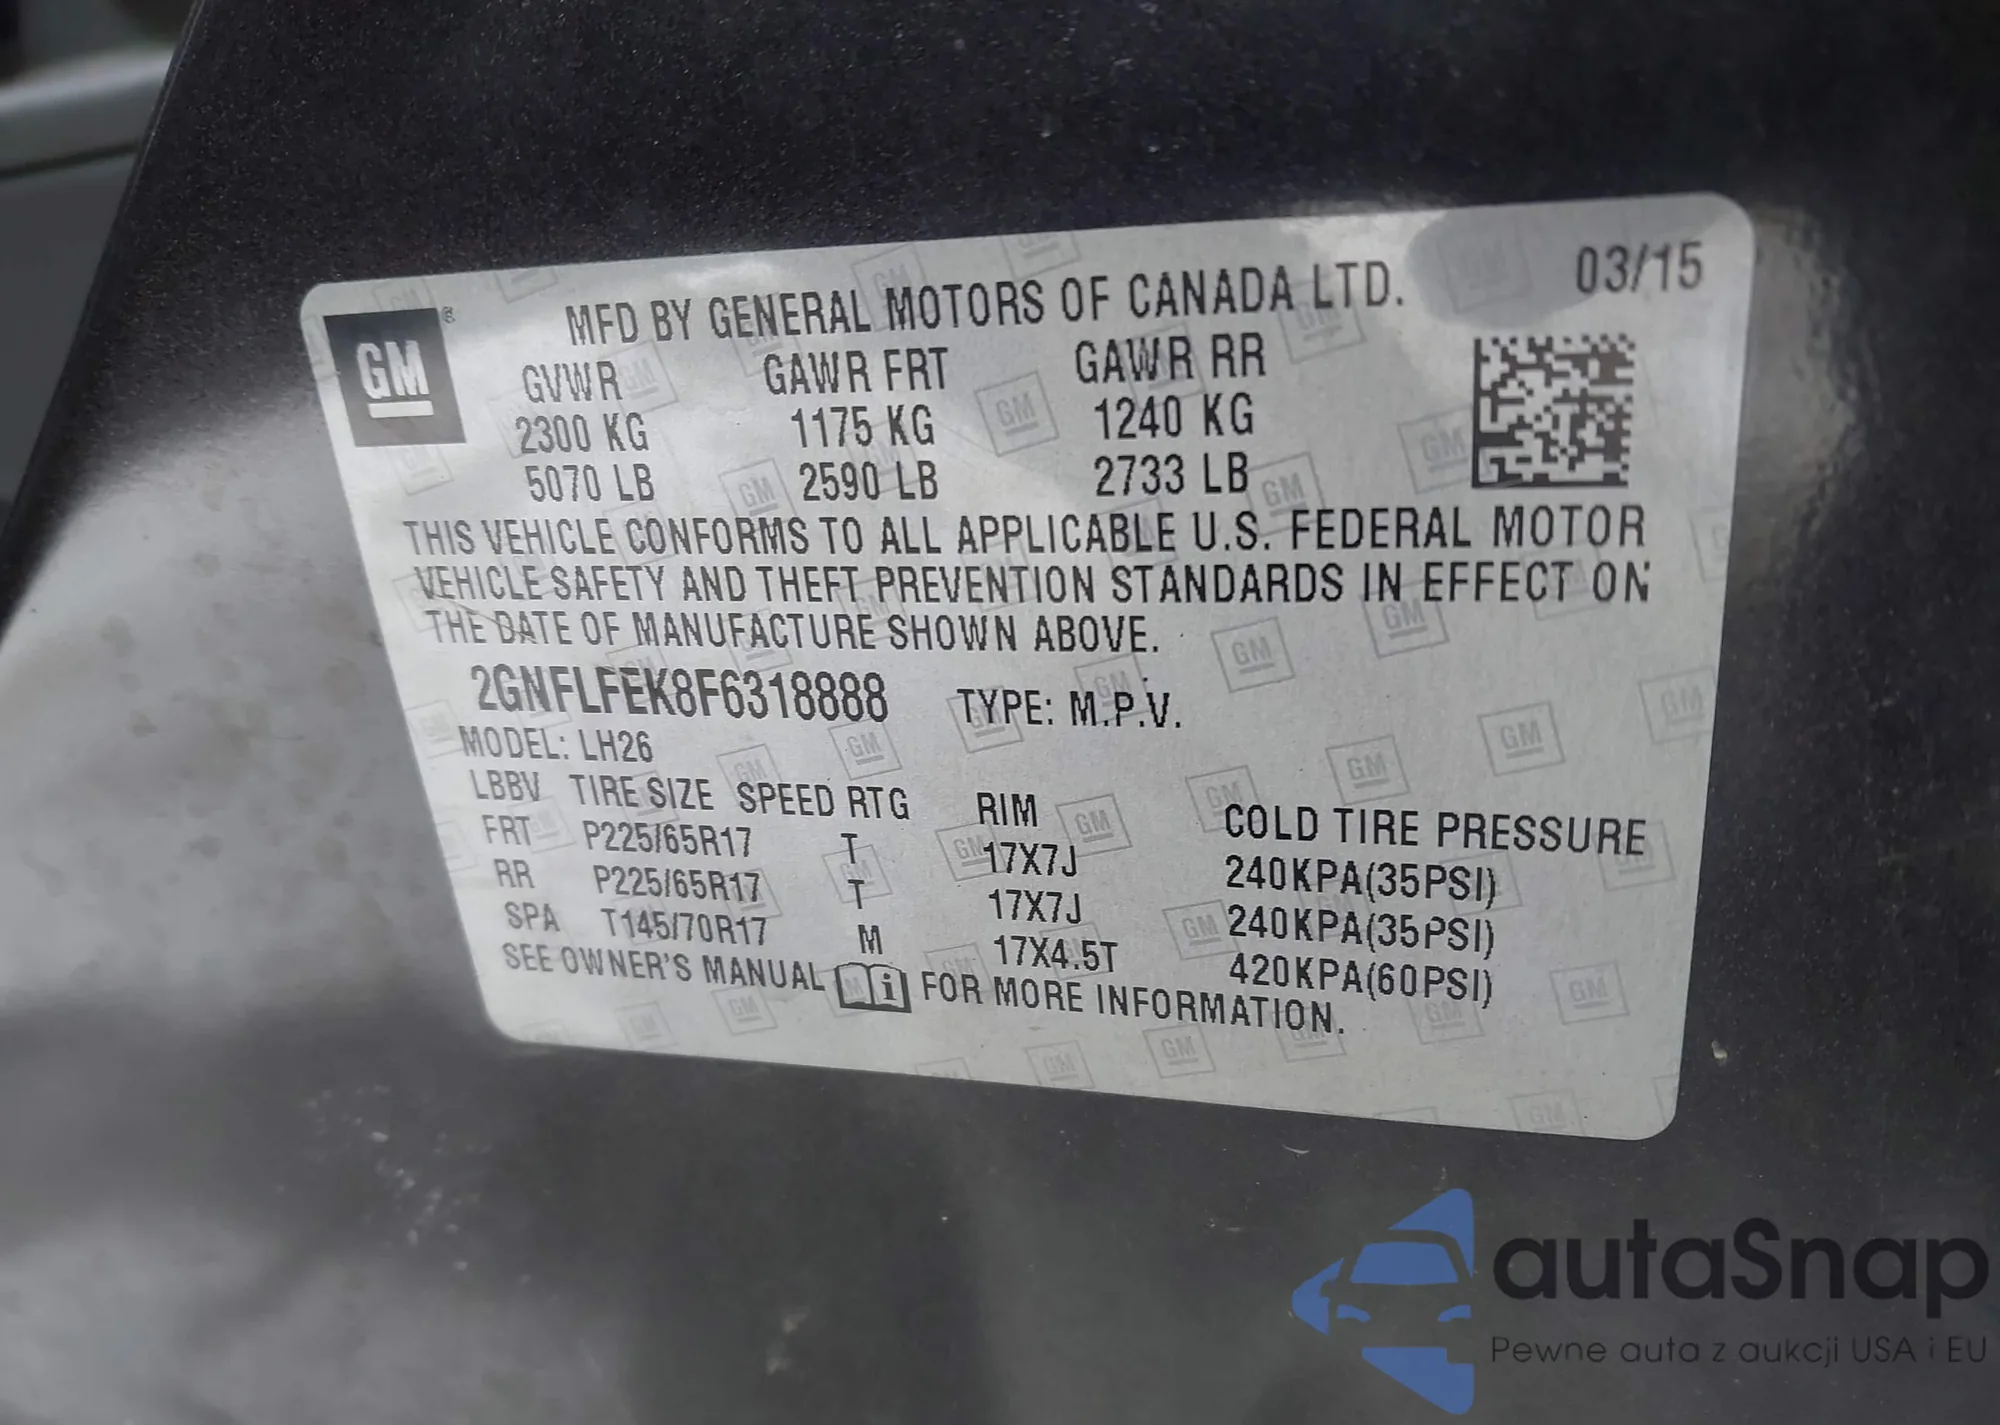 GM ®
MFD BY GENERAL MOTORS OF CANADA LTD. 03/15
GVWR GAWR FRT GAWR RR
2300 KG 1175 KG 1240 KG
5070 LB 2590 LB 2733 LB
THIS VEHICLE CONFORMS TO ALL APPLICABLE U.S. FEDERAL MOTOR
VEHICLE SAFETY AND THEFT PREVENTION STANDARDS IN EFFECT ON
THE DATE OF MANUFACTURE SHOWN ABOVE.
2GNFLFEK8F6318888 TYPE: M.P.V.
MODEL: LH26
LBBV TIRE SIZE SPEED RTG RIM COLD TIRE PRESSURE
FRT P225/65R17 T 17X7J 240KPA(35PSI)
RR P225/65R17 T 17X7J 240KPA(35PSI)
SPA T145/70R17 M 17X4.5T 420KPA(60PSI)
SEE OWNER'S MANUAL i FOR MORE INFORMATION.
autaSnap
Pewne auta z aukcji USA i EU